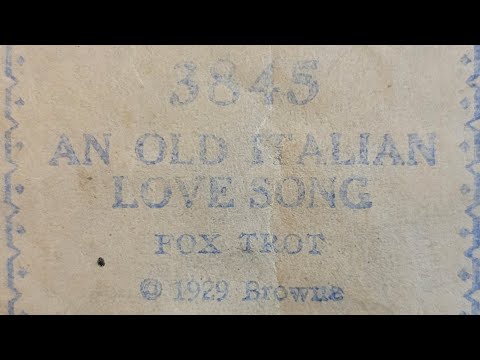 3845
AN OLD ITALIAN
LOVE SONG
FOX TROT
© 1929 Browne